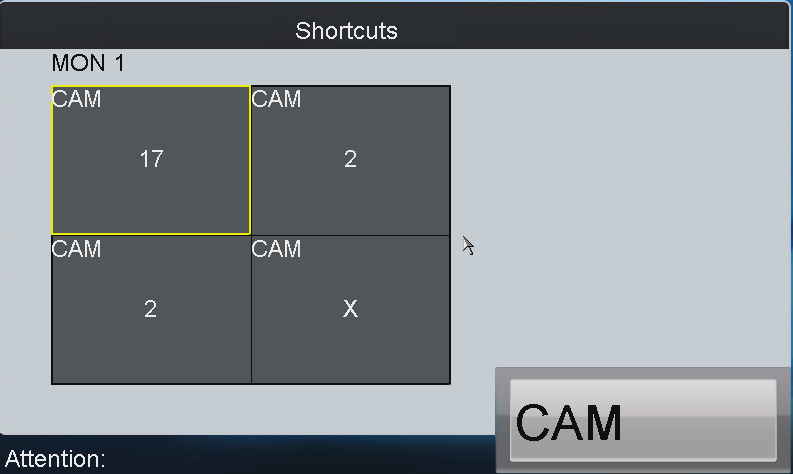 Shortcuts
MON 1
CAM CAM
17 2
CAM CAM
2 X
CAM
Attention: